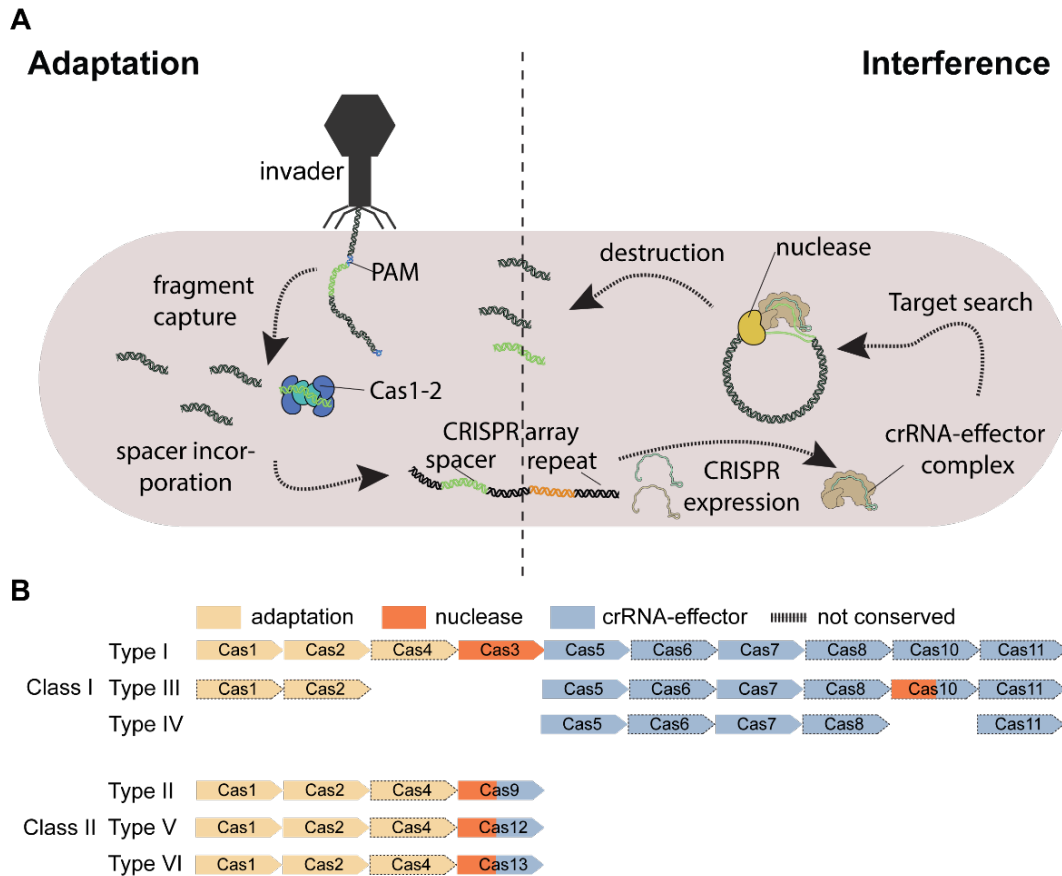 A
Adaptation
Interference
invader
PAM
fragment
capture
Cas1-2
spacer incor-
poration
destruction
nuclease
Target search
CRISPR array
spacer
repeat
CRISPR
expression
crRNA-effector
complex
B
adaptation nuclease crRNA-effector not conserved
Type I Cas1 Cas2 Cas4 Cas3 Cas5 Cas6 Cas7 Cas8 Cas10 Cas11
Class I Type III Cas1 Cas2 Cas5 Cas6 Cas7 Cas8 Cas10 Cas11
Type IV Cas5 Cas6 Cas7 Cas8 Cas11
Type II Cas1 Cas2 Cas4 Cas9
Class II Type V Cas1 Cas2 Cas4 Cas12
Type VI Cas1 Cas2 Cas4 Cas13